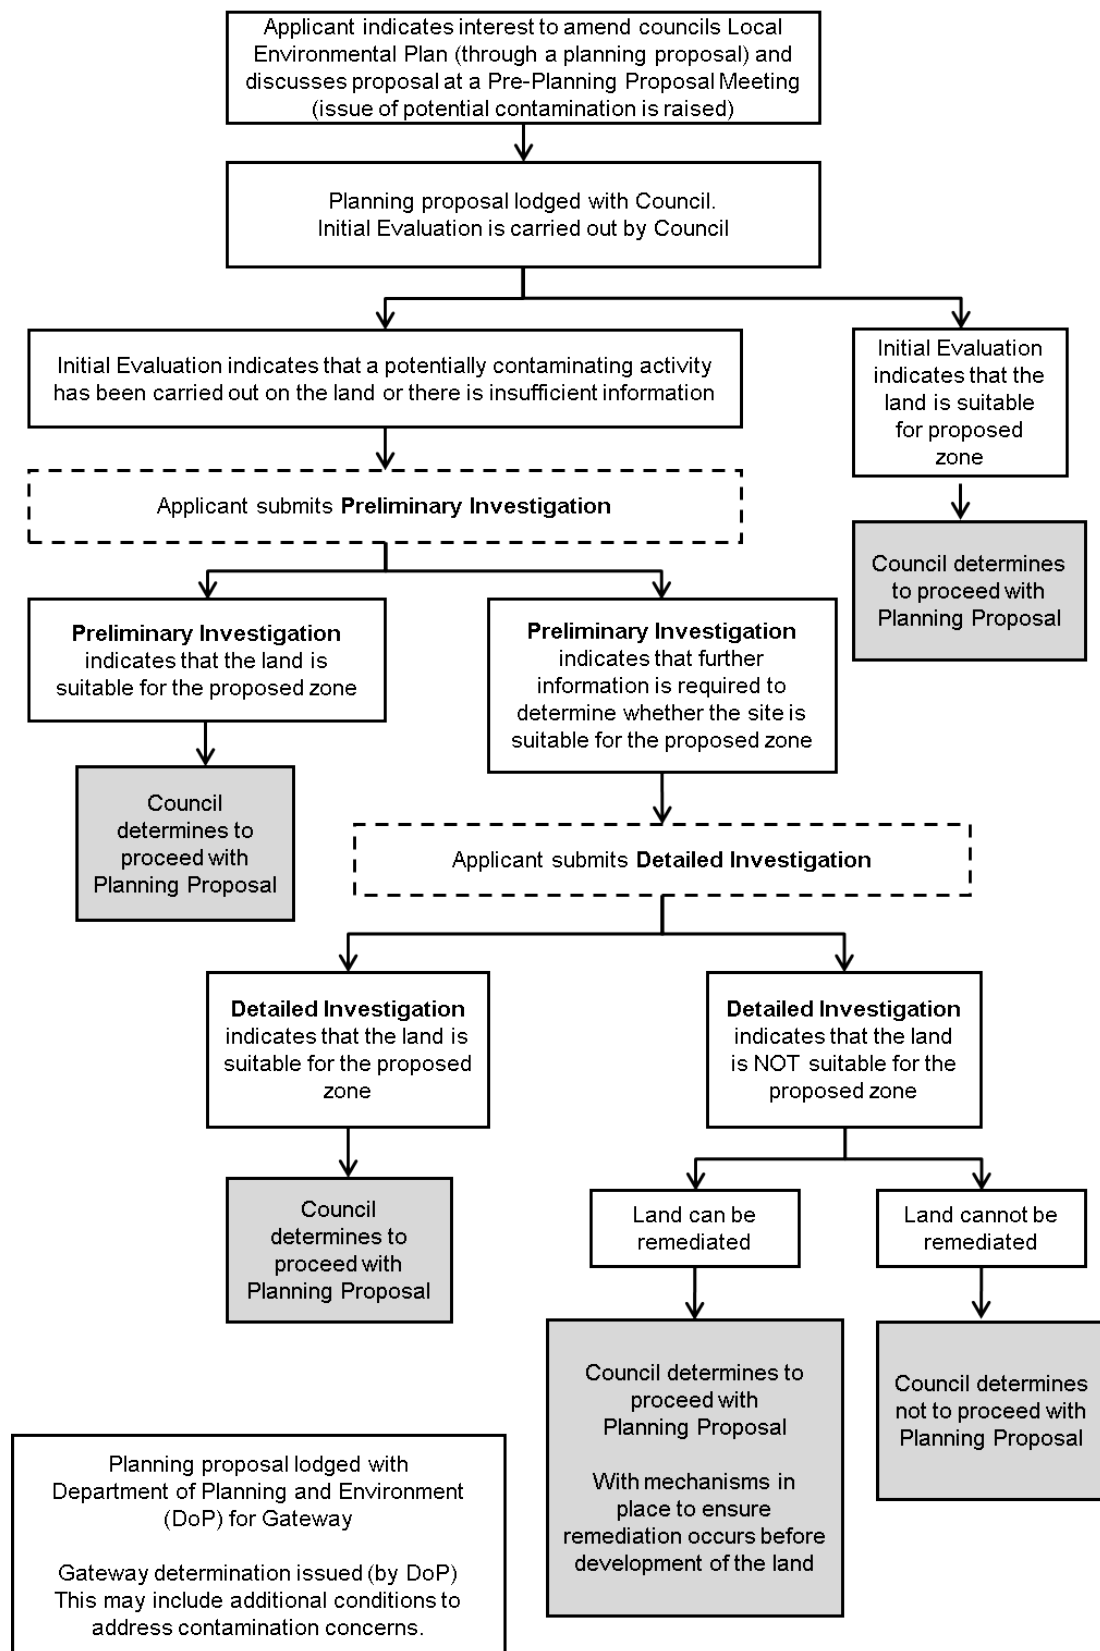 Applicant indicates interest to amend councils Local
Environmental Plan (through a planning proposal) and
discusses proposal at a Pre-Planning Proposal Meeting
(issue of potential contamination is raised)
Planning proposal lodged with Council.
Initial Evaluation is carried out by Council
Initial Evaluation indicates that a potentially contaminating activity
has been carried out on the land or there is insufficient information
Initial Evaluation
indicates that the
land is suitable
for proposed
zone
Applicant submits Preliminary Investigation
Council determines
to proceed with
Planning Proposal
Preliminary Investigation
indicates that the land is
suitable for the proposed zone
Preliminary Investigation
indicates that further
information is required to
determine whether the site is
suitable for the proposed zone
Council
determines to
proceed with
Planning Proposal
Applicant submits Detailed Investigation
Detailed Investigation
indicates that the land is
suitable for the proposed
zone
Detailed Investigation
indicates that the land
is NOT suitable for the
proposed zone
Council
determines to
proceed with
Planning Proposal
Land can be
remediated
Land cannot be
remediated
Council determines to
proceed with
Planning Proposal
With mechanisms in
place to ensure
remediation occurs before
development of the land
Council determines
not to proceed with
Planning Proposal
Planning proposal lodged with
Department of Planning and Environment
(DoP) for Gateway
Gateway determination issued (by DoP)
This may include additional conditions to
address contamination concerns.